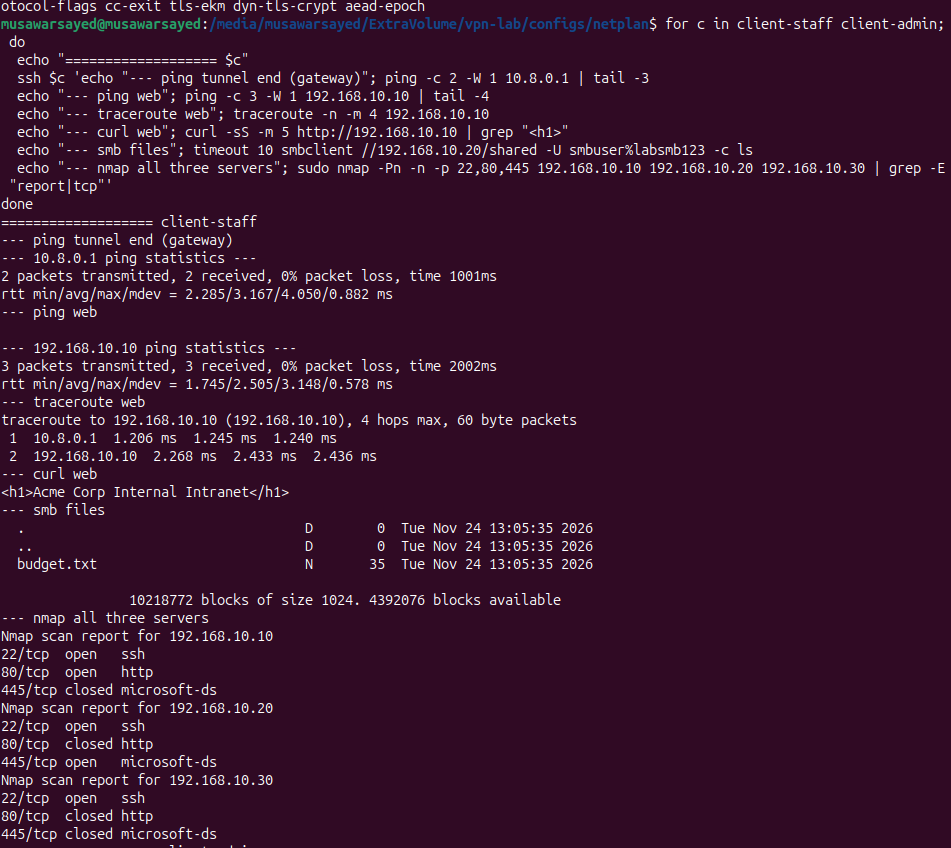 otocol-flags cc-exit tls-ekm dyn-tls-crypt aead-epoch
musawarsayed@musawarsayed:/media/musawarsayed/ExtraVolume/vpn-lab/configs/netplan$ for c in client-staff client-admin;
 do
  echo "=================== $c"
  ssh $c 'echo "--- ping tunnel end (gateway)"; ping -c 2 -W 1 10.8.0.1 | tail -3
  echo "--- ping web"; ping -c 3 -W 1 192.168.10.10 | tail -4
  echo "--- traceroute web"; traceroute -n -m 4 192.168.10.10
  echo "--- curl web"; curl -sS -m 5 http://192.168.10.10 | grep "<h1>"
  echo "--- smb files"; timeout 10 smbclient //192.168.10.20/shared -U smbuser%labsmb123 -c ls
  echo "--- nmap all three servers"; sudo nmap -Pn -n -p 22,80,445 192.168.10.10 192.168.10.20 192.168.10.30 | grep -E
 "report|tcp"'
done
=================== client-staff
--- ping tunnel end (gateway)
--- 10.8.0.1 ping statistics ---
2 packets transmitted, 2 received, 0% packet loss, time 1001ms
rtt min/avg/max/mdev = 2.285/3.167/4.050/0.882 ms
--- ping web
--- 192.168.10.10 ping statistics ---
3 packets transmitted, 3 received, 0% packet loss, time 2002ms
rtt min/avg/max/mdev = 1.745/2.505/3.148/0.578 ms
--- traceroute web
traceroute to 192.168.10.10 (192.168.10.10), 4 hops max, 60 byte packets
 1  10.8.0.1  1.206 ms  1.245 ms  1.240 ms
 2  192.168.10.10  2.268 ms  2.433 ms  2.436 ms
--- curl web
<h1>Acme Corp Internal Intranet</h1>
--- smb files
  .                                   D        0  Tue Nov 24 13:05:35 2026
  ..                                  D        0  Tue Nov 24 13:05:35 2026
  budget.txt                          N       35  Tue Nov 24 13:05:35 2026
                10218772 blocks of size 1024. 4392076 blocks available
--- nmap all three servers
Nmap scan report for 192.168.10.10
22/tcp  open   ssh
80/tcp  open   http
445/tcp closed microsoft-ds
Nmap scan report for 192.168.10.20
22/tcp  open   ssh
80/tcp  closed http
445/tcp open   microsoft-ds
Nmap scan report for 192.168.10.30
22/tcp  open   ssh
80/tcp  closed http
445/tcp closed microsoft-ds